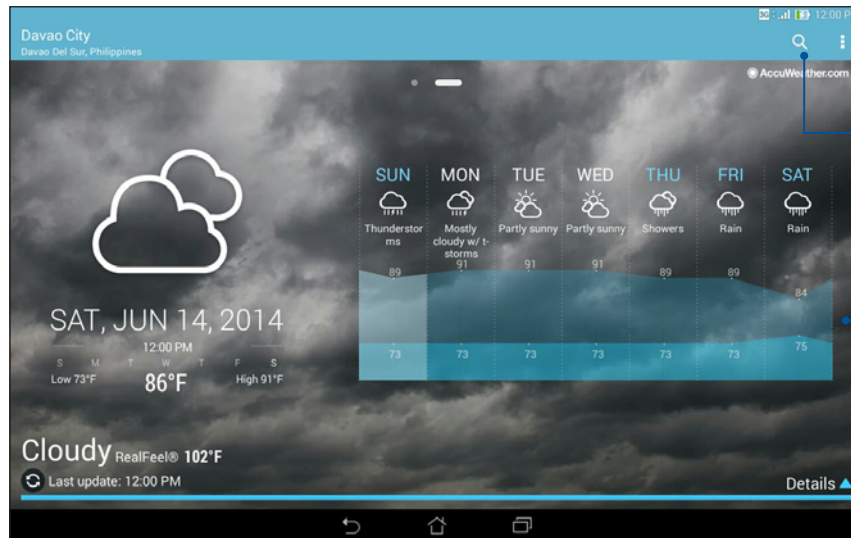 3G 12:00 P
Davao City
Davao Del Sur, Philippines
AccuWeather.com
SUN MON TUE WED THU FRI SAT
Thunderstor
ms
Mostly
cloudy w/ t-
storms
Partly sunny
Partly sunny
Showers
Rain
Rain
89 91 91 91 89 89 84
73 73 73 73 73 73 75
SAT, JUN 14, 2014
12:00 PM
S M T W T F S
Low 73°F 86°F High 91°F
Cloudy RealFeel® 102°F
Last update: 12:00 PM
Details